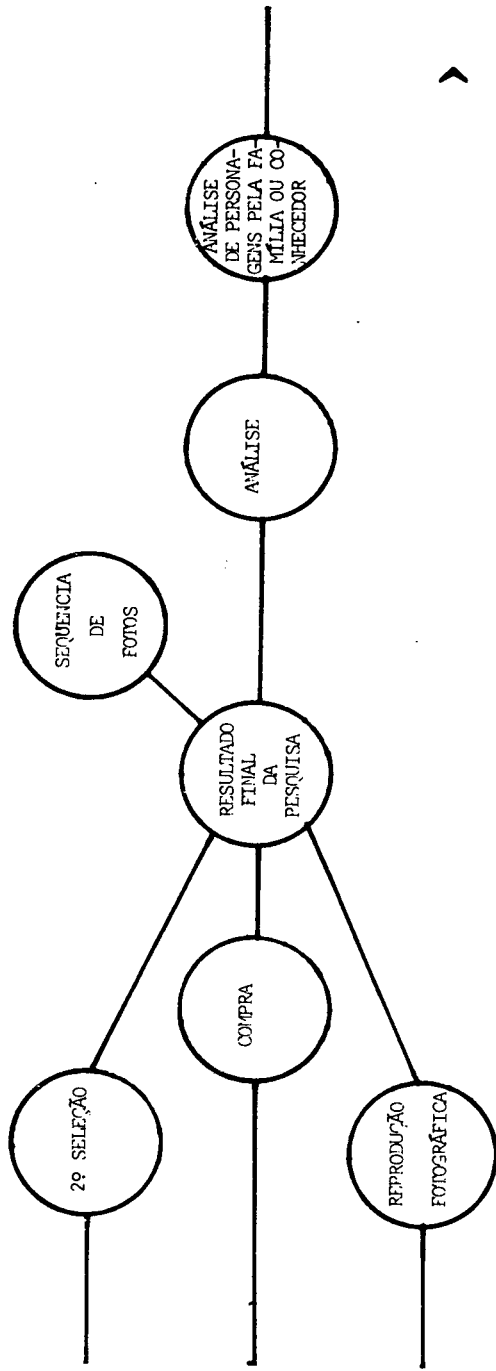 2º SELEÇÃO
COMPRA
REPRODUÇÃO
FOTOGRÁFICA
RESULTADO
FINAL
DA
PESQUISA
SEQUENCIA
DE
FOTOS
ANÁLISE
ANÁLISE
DE PERSONA-
GENS PELA FA-
MÍLIA OU CO-
NHECEDOR